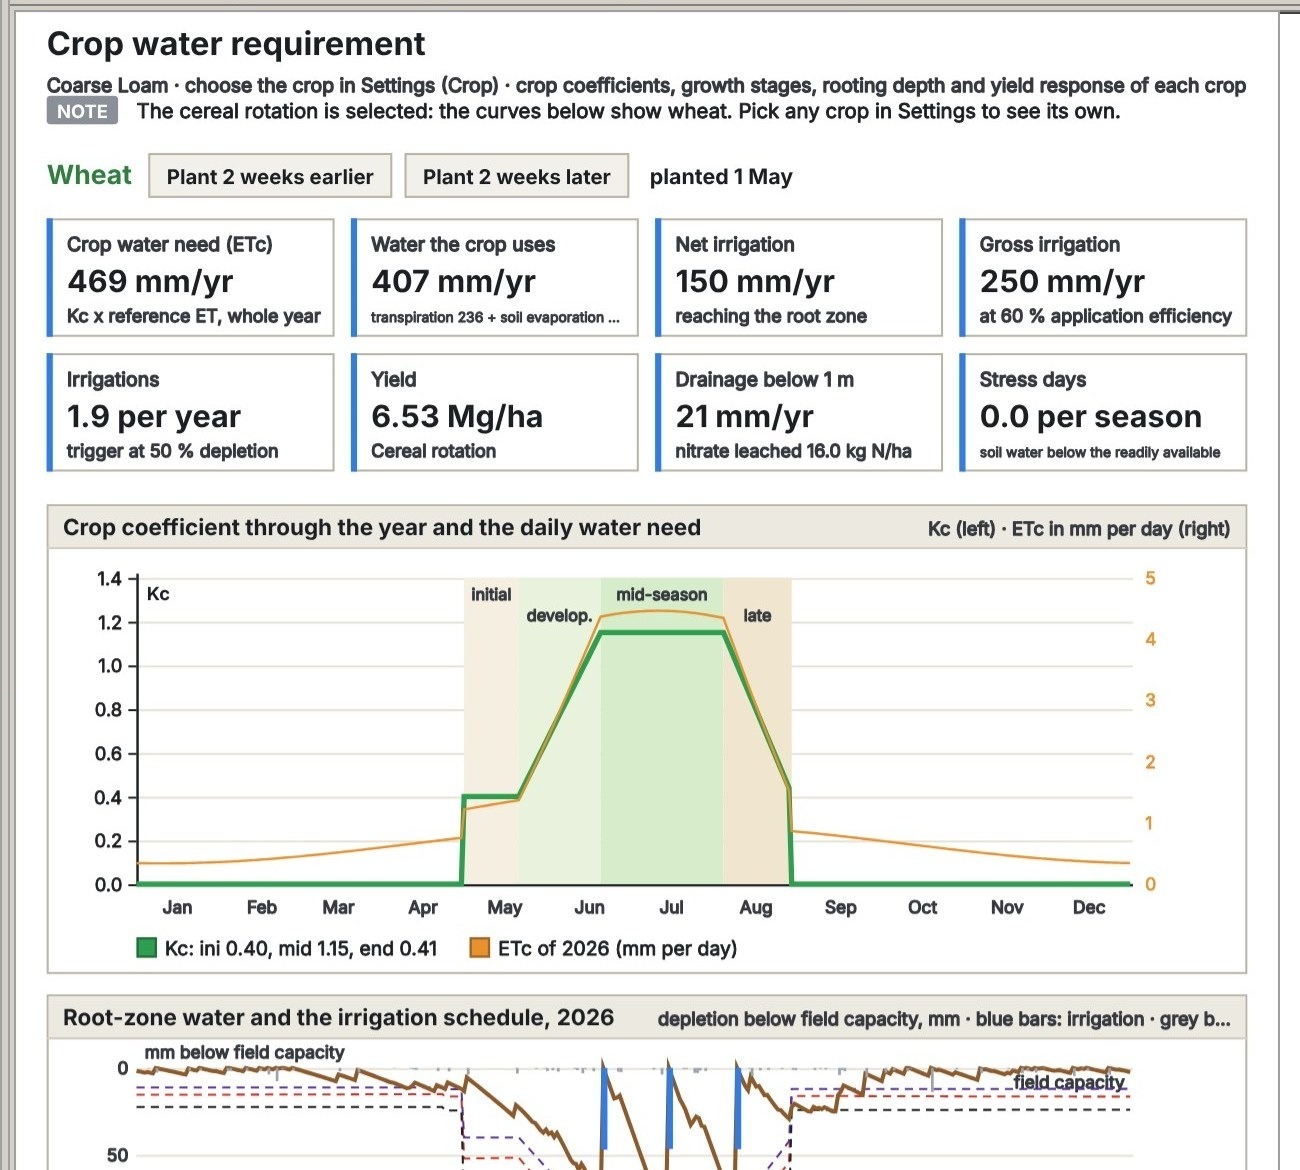 Crop water requirement
Coarse Loam · choose the crop in Settings (Crop) · crop coefficients, growth stages, rooting depth and yield response of each crop
NOTE The cereal rotation is selected: the curves below show wheat. Pick any crop in Settings to see its own.
Wheat Plant 2 weeks earlier Plant 2 weeks later planted 1 May
Crop water need (ETc) Water the crop uses Net irrigation Gross irrigation
469 mm/yr 407 mm/yr 150 mm/yr 250 mm/yr
Kc x reference ET, whole year transpiration 236 + soil evaporation ... reaching the root zone at 60 % application efficiency
Irrigations Yield Drainage below 1 m Stress days
1.9 per year 6.53 Mg/ha 21 mm/yr 0.0 per season
trigger at 50 % depletion Cereal rotation nitrate leached 16.0 kg N/ha soil water below the readily available
Crop coefficient through the year and the daily water need Kc (left) · ETc in mm per day (right)
1.4 Kc initial mid-season 5
1.2 develop. late 4
1.0
0.8 3
0.6 2
0.4
0.2 1
0.0 0
Jan Feb Mar Apr May Jun Jul Aug Sep Oct Nov Dec
Kc: ini 0.40, mid 1.15, end 0.41 ETc of 2026 (mm per day)
Root-zone water and the irrigation schedule, 2026 depletion below field capacity, mm · blue bars: irrigation · grey b...
mm below field capacity
0
field capacity
50